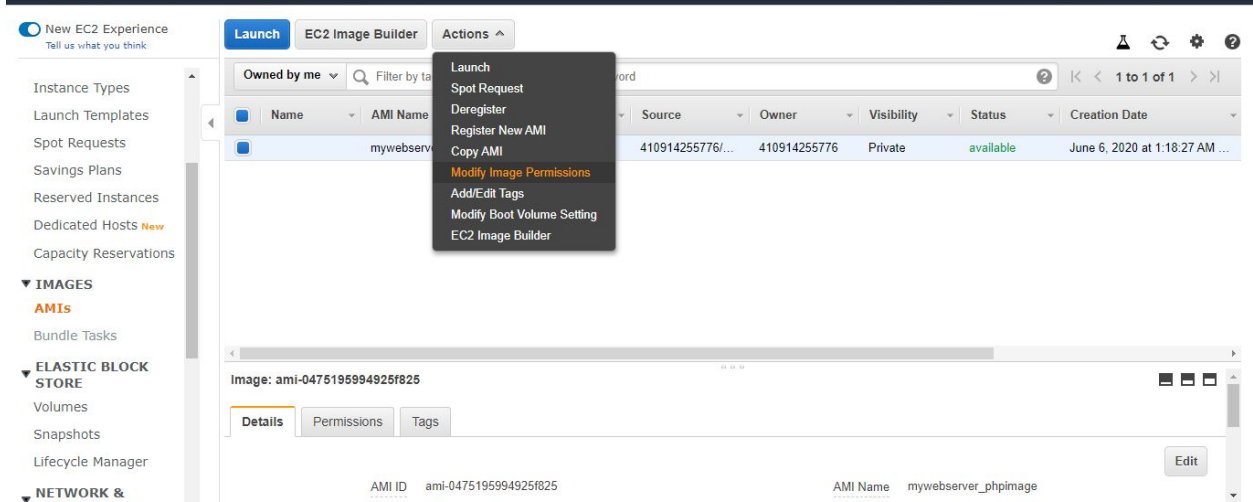 New EC2 Experience
Tell us what you think
Launch EC2 Image Builder Actions
Instance Types
Launch Templates
Spot Requests
Savings Plans
Reserved Instances
Dedicated Hosts New
Capacity Reservations
IMAGES
AMIs
Bundle Tasks
ELASTIC BLOCK
STORE
Volumes
Snapshots
Lifecycle Manager
NETWORK &
Owned by me Filter by 1 to 1 of 1
Launch
Spot Request
Deregister
Register New AMI
Copy AMI
Modify Image Permissions
Add/Edit Tags
Modify Boot Volume Setting
EC2 Image Builder
Name AMI Name Source Owner Visibility Status Creation Date
410914255776/... 410914255776 Private available June 6, 2020 at 1:18:27 AM ...
Image: ami-0475195994925f825
Details Permissions Tags
Edit
AMI ID ami-0475195994925f825 AMI Name mywebserver_phpimage